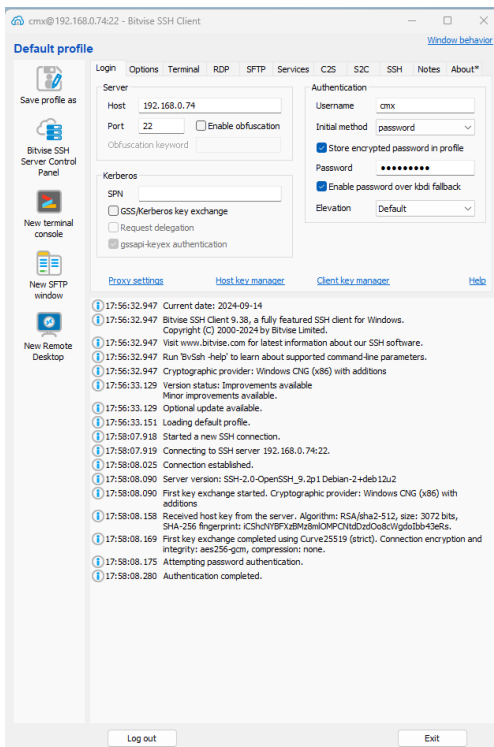 cmx@192.168.0.74:22 - Bitvise SSH Client
Default profile
Window behavior
Save profile as
Bitvise SSH
Server Control
Panel
New terminal
console
New SFTP
window
New Remote
Desktop
Login Options Terminal RDP SFTP Services C2S S2C SSH Notes About*
Server
Host 192.168.0.74
Port 22 Enable obfuscation
Obfuscation keyword
Kerberos
SPN
GSS/Kerberos key exchange
Request delegation
gssapi-keyex authentication
Authentication
Username cmx
Initial method password
Store encrypted password in profile
Password
Enable password over kbdi fallback
Elevation Default
Proxy settings Host key manager Client key manager Help
17:56:32.947 Current date: 2024-09-14
17:56:32.947 Bitvise SSH Client 9.38, a fully featured SSH client for Windows.
Copyright (C) 2000-2024 by Bitvise Limited.
17:56:32.947 Visit www.bitvise.com for latest information about our SSH software.
17:56:32.947 Run 'BvSsh -help' to learn about supported command-line parameters.
17:56:32.947 Cryptographic provider: Windows CNG (x86) with additions
17:56:33.129 Version status: Improvements available
Minor improvements available.
17:56:33.129 Optional update available.
17:56:33.151 Loading default profile.
17:58:07.918 Started a new SSH connection.
17:58:07.919 Connecting to SSH server 192.168.0.74:22.
17:58:08.025 Connection established.
17:58:08.090 Server version: SSH-2.0-OpenSSH_9.2p1 Debian-2+deb12u2
17:58:08.090 First key exchange started. Cryptographic provider: Windows CNG (x86) with
additions
17:58:08.158 Received host key from the server. Algorithm: RSA/sha2-512, size: 3072 bits,
SHA-256 fingerprint:
17:58:08.169 First key exchange completed using Curve25519 (strict). Connection encryption and
integrity: aes256-gcm, compression: none.
17:58:08.175 Attempting password authentication.
17:58:08.280 Authentication completed.
Log out Exit